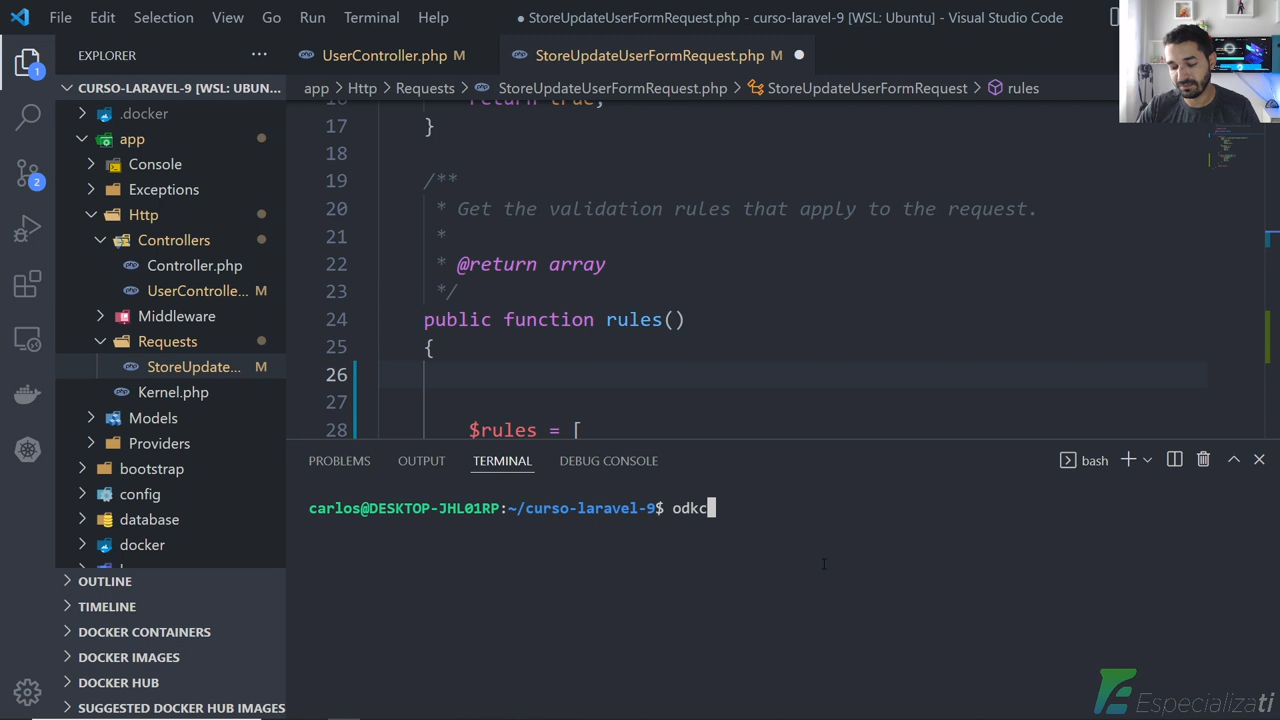 File Edit Selection View Go Run Terminal Help
● StoreUpdateUserFormRequest.php - curso-laravel-9 [WSL: Ubuntu] - Visual Studio Code
EXPLORER ···
UserController.php M
StoreUpdateUserFormRequest.php M
CURSO-LARAVEL-9 [WSL: UBUN...
app > Http > Requests > StoreUpdateUserFormRequest.php > StoreUpdateUserFormRequest > rules
.docker
app
Console
Exceptions
Http
Controllers
Controller.php
UserControlle... M
Middleware
Requests
StoreUpdate... M
Kernel.php
Models
Providers
bootstrap
config
database
docker
OUTLINE
TIMELINE
DOCKER CONTAINERS
DOCKER IMAGES
DOCKER HUB
SUGGESTED DOCKER HUB IMAGES
1
2
16 return true;
17 }
18
19 /**
20 * Get the validation rules that apply to the request.
21 *
22 * @return array
23 */
24 public function rules()
25 {
26
27
28 $rules = [
PROBLEMS OUTPUT TERMINAL DEBUG CONSOLE
bash
carlos@DESKTOP-JHL01RP:~/curso-laravel-9$ odkc
Especializati